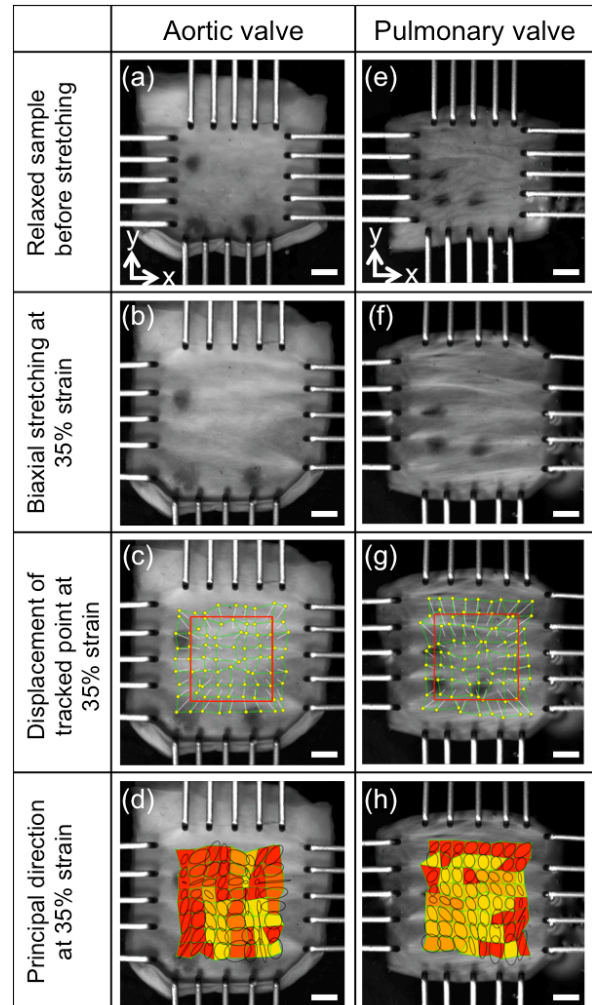 Aortic valve
Pulmonary valve
Relaxed sample
before stretching
(a)
y
x
(e)
y
x
Biaxial stretching at
35% strain
(b)
(f)
Displacement of
tracked point at
35% strain
(c)
(g)
Principal direction
at 35% strain
(d)
(h)